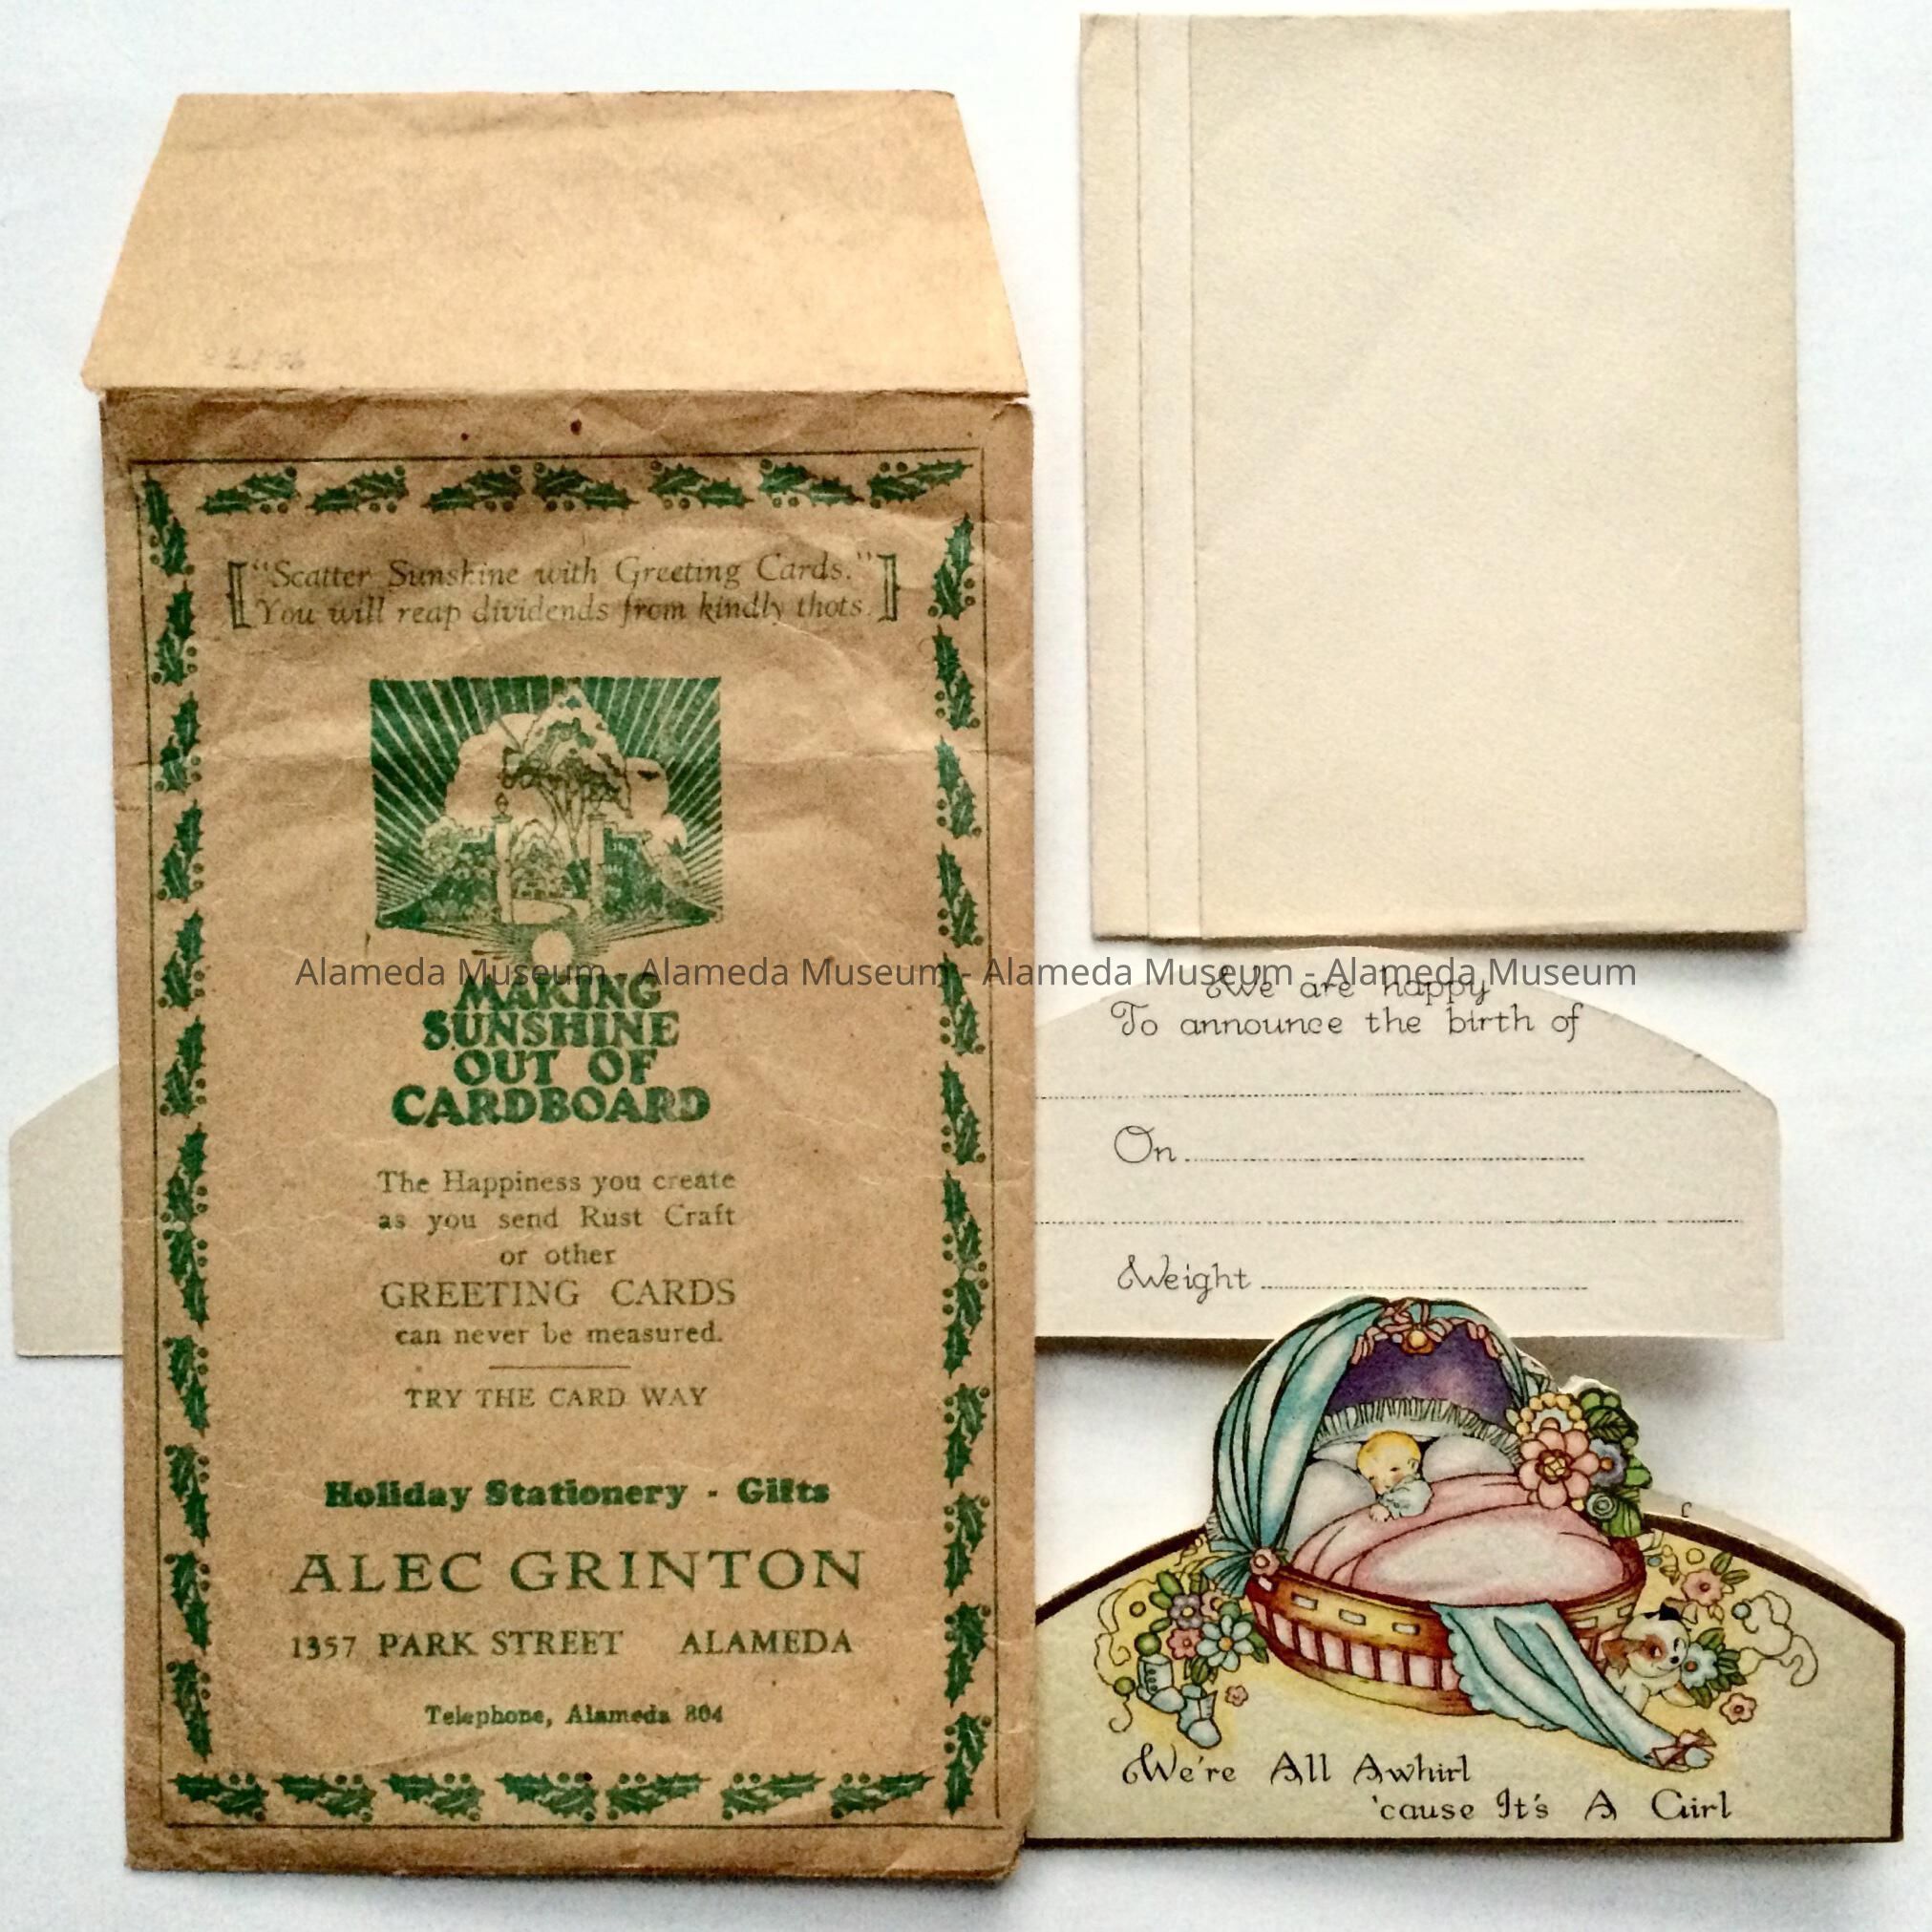 "Scatter Sunshine with Greeting Cards."
You will reap dividends from kindly thots.
MAKING
SUNSHINE
OUT OF
CARDBOARD
The Happiness you create
as you send Rust Craft
or other
GREETING CARDS
can never be measured.
TRY THE CARD WAY
Holiday Stationery - Gifts
ALEC GRINTON
1357 PARK STREET ALAMEDA
Telephone, Alameda 804
Alameda Museum - Alameda Museum - Alameda Museum - Alameda Museum
We are happy
To announce the birth of
On
Weight
We're All Awhirl
'cause It's A Girl